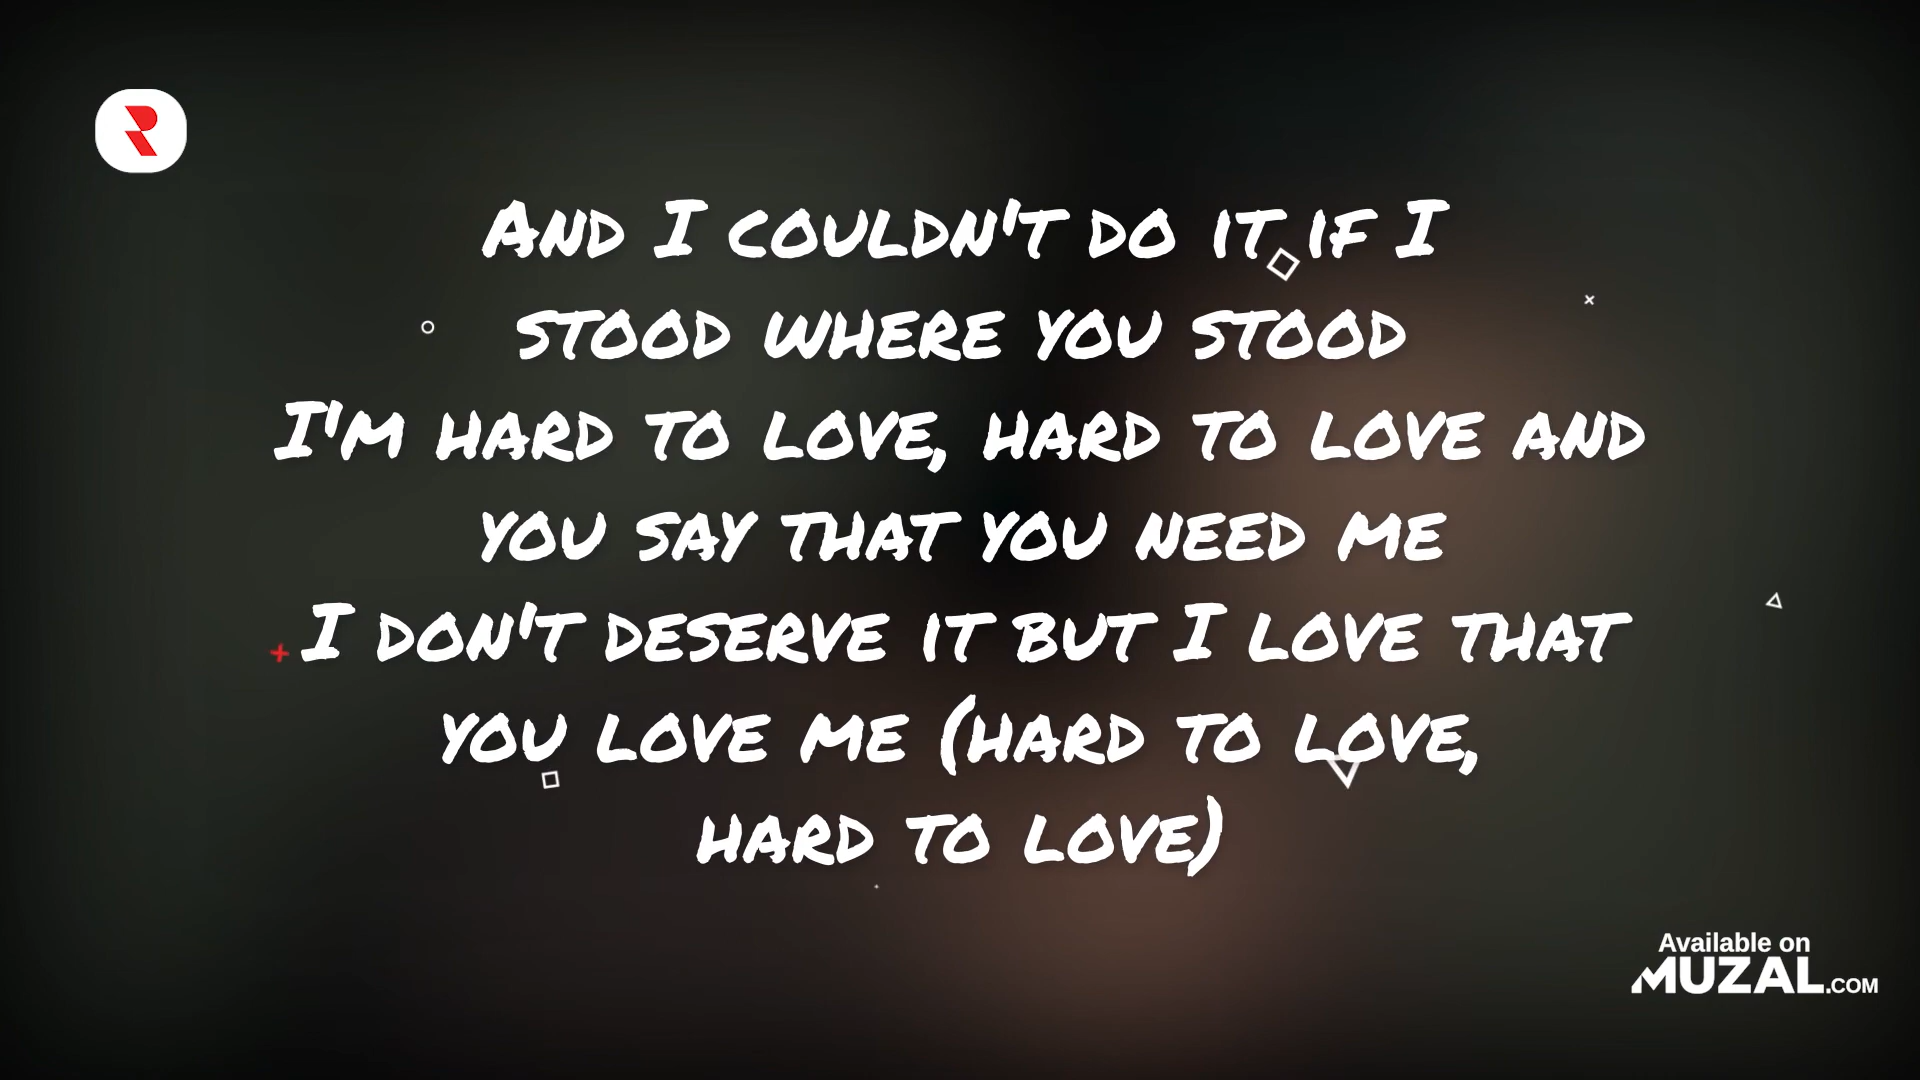 And I couldn't do it if I
stood where you stood
I'm hard to love, hard to love and
you say that you need me
I don't deserve it but I love that
you love me (hard to love,
hard to love)
Available on
MUZAL.COM